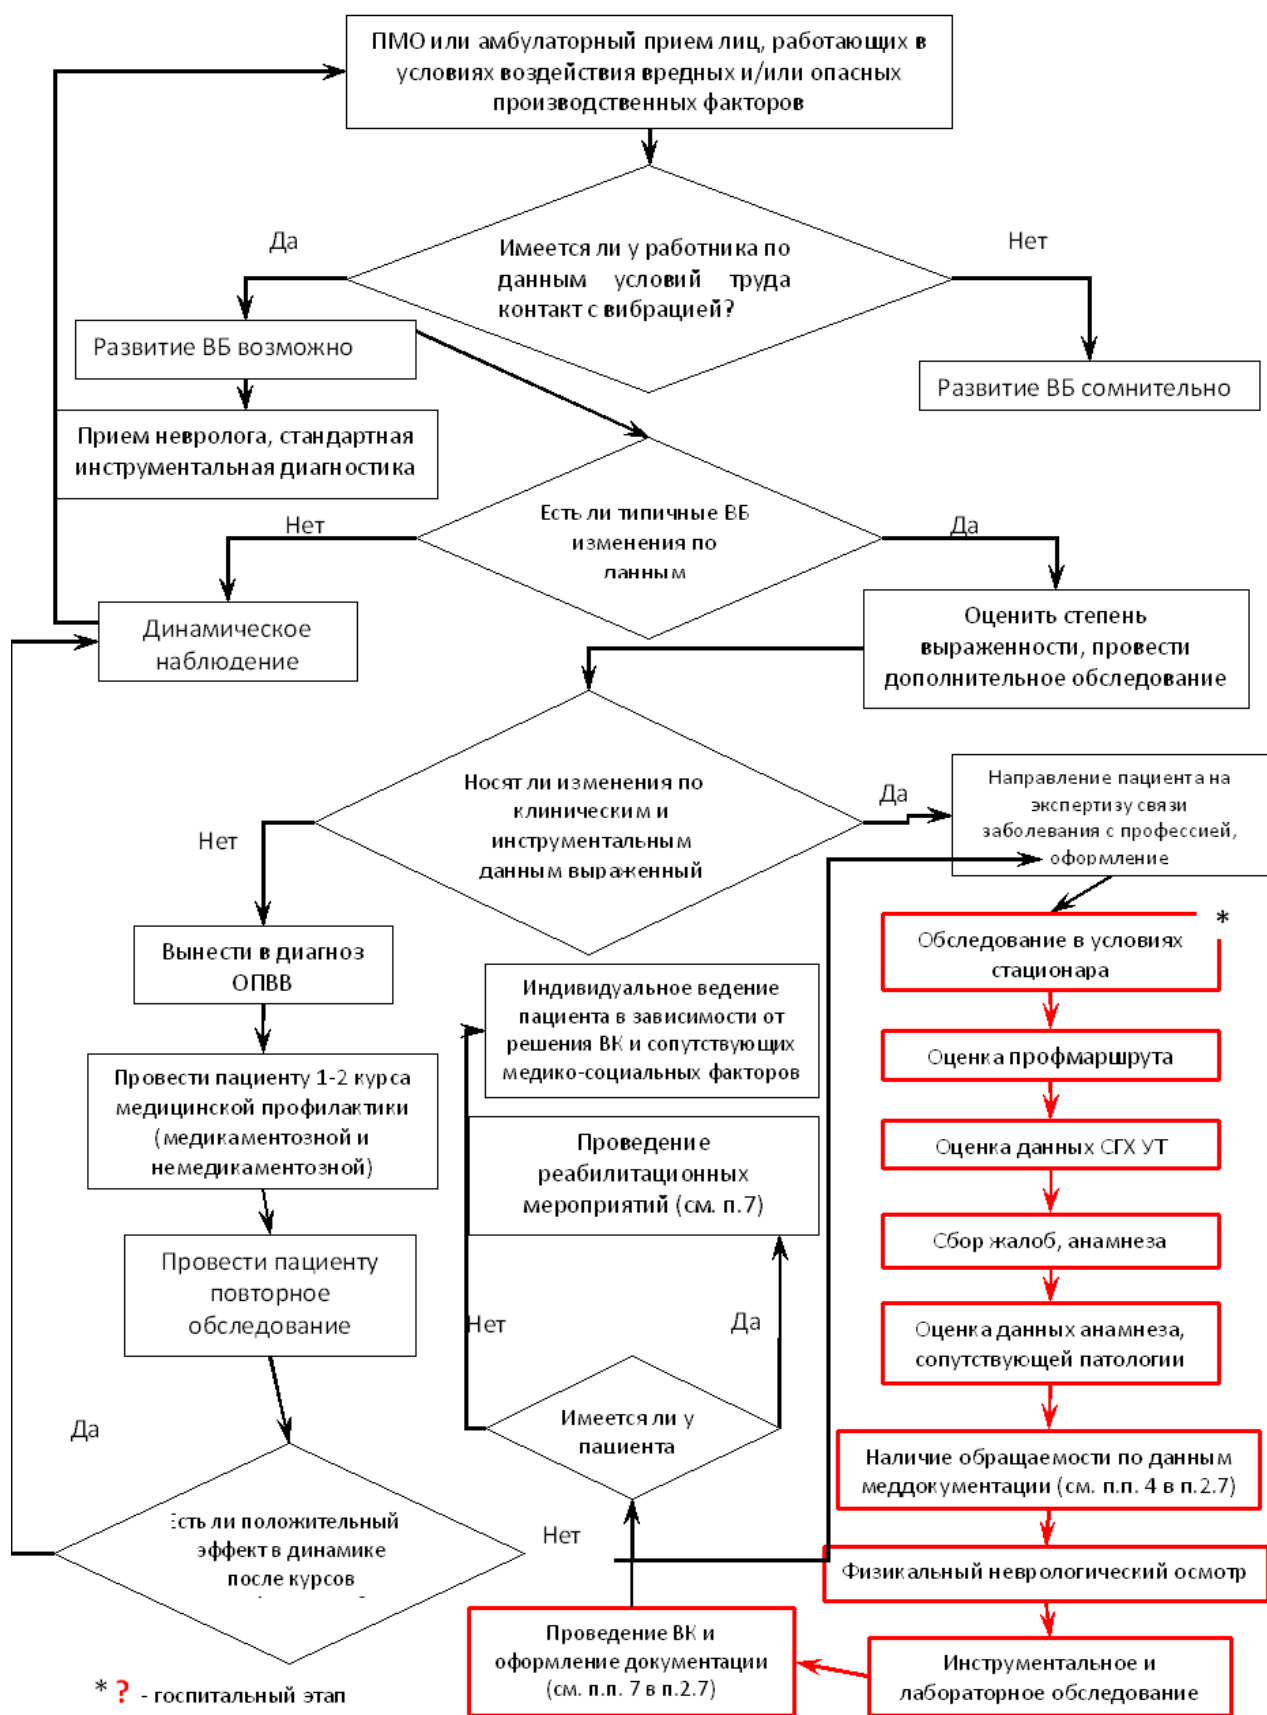 ПМО или амбулаторный прием лиц, работающих в
условиях воздействия вредных и/или опасных
производственных факторов
Да
Нет
Имеется ли у работника по
данным условий труда
контакт с вибрацией?
Развитие ВБ возможно
Развитие ВБ сомнительно
Прием невролога, стандартная
инструментальная диагностика
Нет
Да
Есть ли типичные ВБ
изменения по
данным
Динамическое
наблюдение
Оценить степень
выраженности, провести
дополнительное обследование
Носят ли изменения по
клиническим и
инструментальным
данным выраженный
Нет
Да
Направление пациента на
экспертизу связи
заболевания с профессией,
оформление
Вынести в диагноз
ОПВВ
Обследование в условиях
стационара
*
Индивидуальное ведение
пациента в зависимости от
решения ВК и сопутствующих
медико-социальных факторов
Оценка профмаршрута
Провести пациенту 1-2 курса
медицинской профилактики
(медикаментозной и
немедикаментозной)
Проведение
реабилитационных
мероприятий (см. п.7)
Оценка данных СГХ УТ
Сбор жалоб, анамнеза
Провести пациенту
повторное
обследование
Нет
Да
Оценка данных анамнеза,
сопутствующей патологии
Имеется ли у
пациента
Да
Наличие обращаемости по данным
меддокументации (см. п.п. 4 в п.2.7)
Есть ли положительный
эффект в динамике
после курсов
Нет
Физикальный неврологический осмотр
Проведение ВК и
оформление документации
(см. п.п. 7 в п.2.7)
Инструментальное и
лабораторное обследование
* ? - госпитальный этап